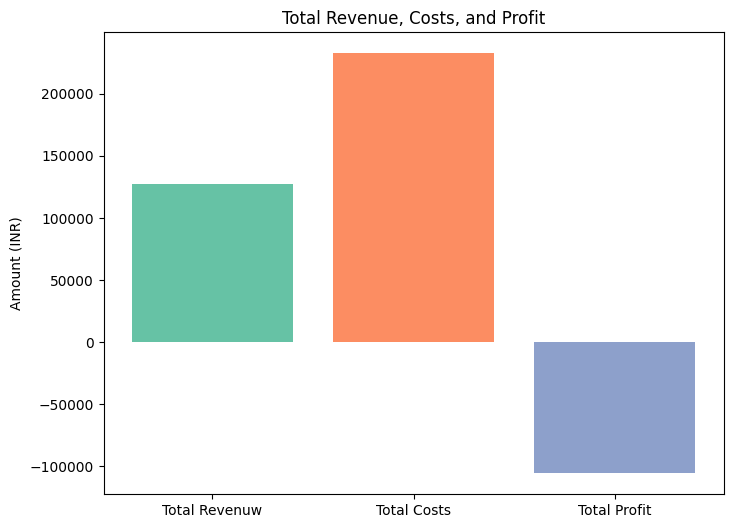 Total Revenue, Costs, and Profit
Amount (INR)
200000
150000
100000
50000
0
−50000
−100000
Total Revenuw
Total Costs
Total Profit